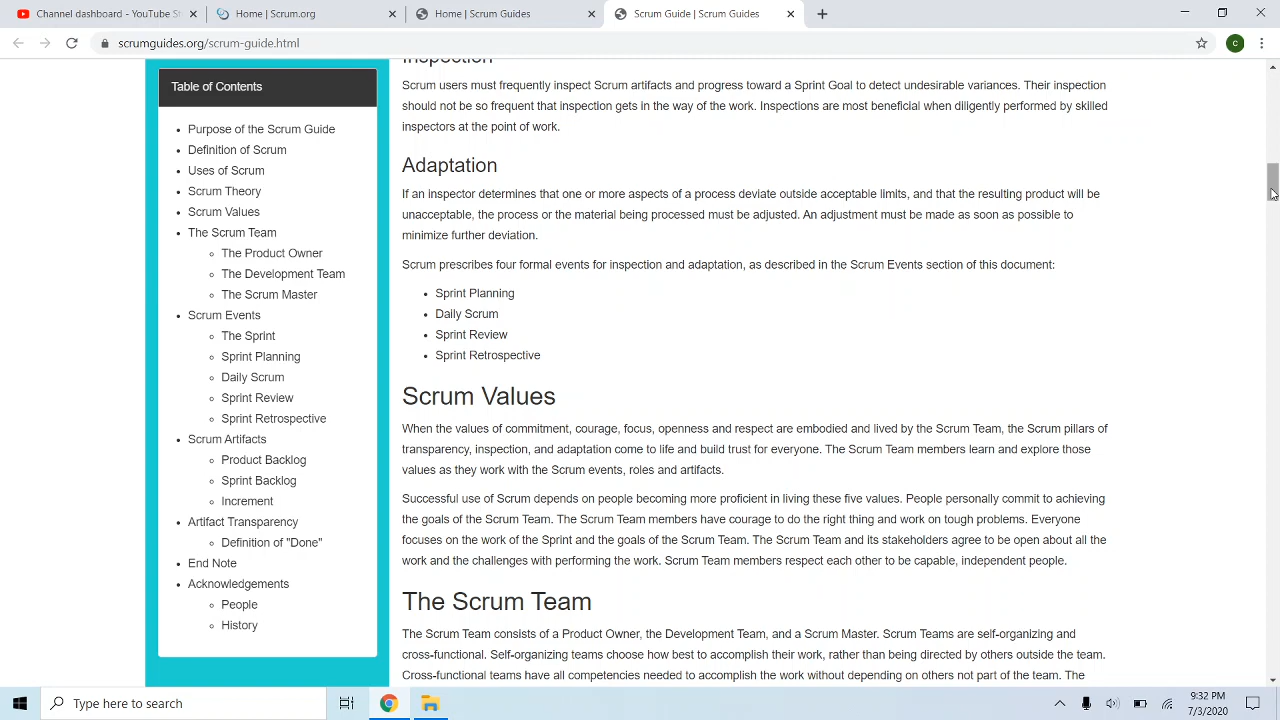 Channel dashboard - YouTube S
Home | Scrum.org
Home | Scrum Guides
Scrum Guide | Scrum Guides
scrumguides.org/scrum-guide.html
c
Table of Contents
Purpose of the Scrum Guide
Definition of Scrum
Uses of Scrum
Scrum Theory
Scrum Values
The Scrum Team
The Product Owner
The Development Team
The Scrum Master
Scrum Events
The Sprint
Sprint Planning
Daily Scrum
Sprint Review
Sprint Retrospective
Scrum Artifacts
Product Backlog
Sprint Backlog
Increment
Artifact Transparency
Definition of "Done"
End Note
Acknowledgements
People
History
Inspection
Scrum users must frequently inspect Scrum artifacts and progress toward a Sprint Goal to detect undesirable variances. Their inspection
should not be so frequent that inspection gets in the way of the work. Inspections are most beneficial when diligently performed by skilled
inspectors at the point of work.
Adaptation
If an inspector determines that one or more aspects of a process deviate outside acceptable limits, and that the resulting product will be
unacceptable, the process or the material being processed must be adjusted. An adjustment must be made as soon as possible to
minimize further deviation.
Scrum prescribes four formal events for inspection and adaptation, as described in the Scrum Events section of this document:
Sprint Planning
Daily Scrum
Sprint Review
Sprint Retrospective
Scrum Values
When the values of commitment, courage, focus, openness and respect are embodied and lived by the Scrum Team, the Scrum pillars of
transparency, inspection, and adaptation come to life and build trust for everyone. The Scrum Team members learn and explore those
values as they work with the Scrum events, roles and artifacts.
Successful use of Scrum depends on people becoming more proficient in living these five values. People personally commit to achieving
the goals of the Scrum Team. The Scrum Team members have courage to do the right thing and work on tough problems. Everyone
focuses on the work of the Sprint and the goals of the Scrum Team. The Scrum Team and its stakeholders agree to be open about all the
work and the challenges with performing the work. Scrum Team members respect each other to be capable, independent people.
The Scrum Team
The Scrum Team consists of a Product Owner, the Development Team, and a Scrum Master. Scrum Teams are self-organizing and
cross-functional. Self-organizing teams choose how best to accomplish their work, rather than being directed by others outside the team.
Cross-functional teams have all competencies needed to accomplish the work without depending on others not part of the team. The
Type here to search
9:32 PM
7/3/2020